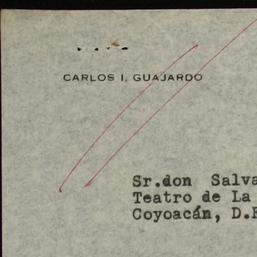 CARLOS I. GUAJARDO
Sr.don Salva
Teatro de La
Coyoacán, D.F